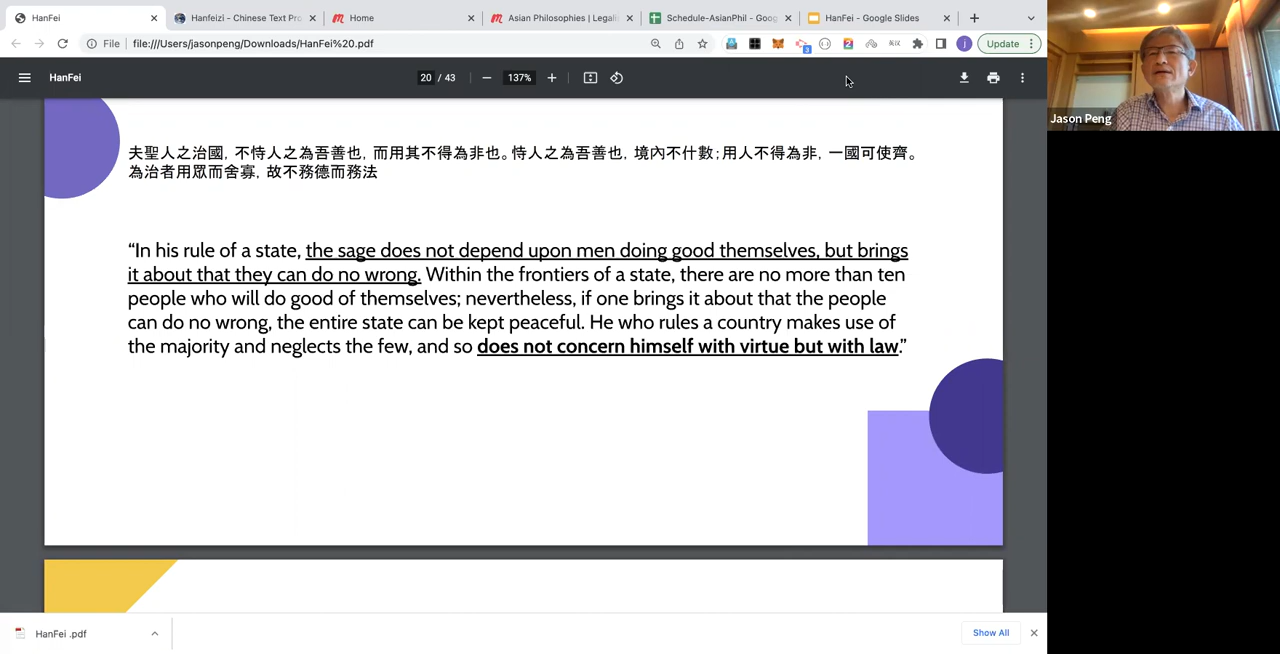 HanFei
Hanfeizi - Chinese Text Pro
Home
Asian Philosophies | Legali
Schedule-AsianPhil - Goog
HanFei - Google Slides
File
file:///Users/jasonpeng/Downloads/HanFei%20.pdf
Update
HanFei
20 / 43
137%
Jason Peng
夫聖人之治國，不恃人之為吾善也，而用其不得為非也。恃人之為吾善也，境內不什數；用人不得為非，一國可使齊。
為治者用眾而舍寡，故不務德而務法
“In his rule of a state, the sage does not depend upon men doing good themselves, but brings
it about that they can do no wrong. Within the frontiers of a state, there are no more than ten
people who will do good of themselves; nevertheless, if one brings it about that the people
can do no wrong, the entire state can be kept peaceful. He who rules a country makes use of
the majority and neglects the few, and so does not concern himself with virtue but with law.”
HanFei .pdf
Show All